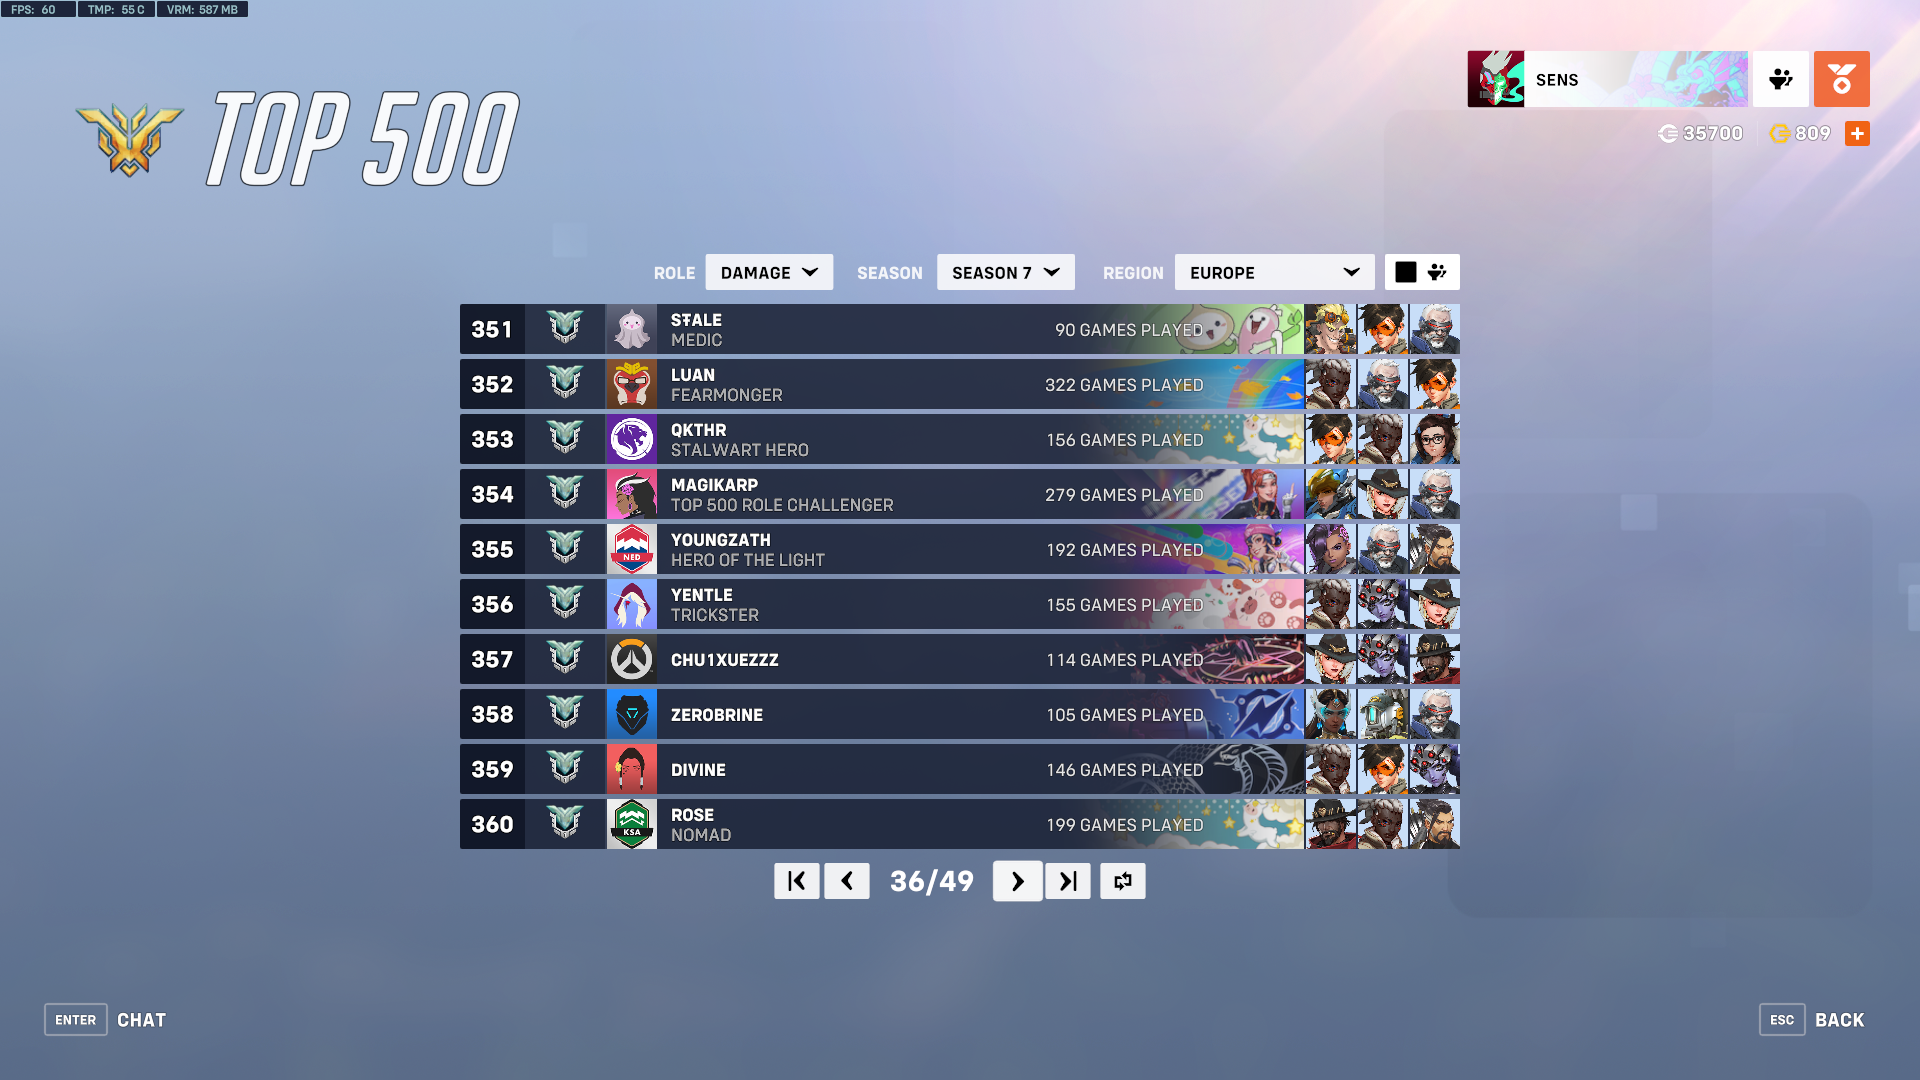 FPS: 60 TMP: 55 C VRM: 587 MB
TOP 500
SENS
35700 809
ROLE DAMAGE SEASON SEASON 7 REGION EUROPE
351 SŦALE 90 GAMES PLAYED
MEDIC
352 LUAN 322 GAMES PLAYED
FEARMONGER
353 QKTHR 156 GAMES PLAYED
STALWART HERO
354 MAGIKARP 279 GAMES PLAYED
TOP 500 ROLE CHALLENGER
355 NED YOUNGZATH 192 GAMES PLAYED
HERO OF THE LIGHT
356 YENTLE 155 GAMES PLAYED
TRICKSTER
357 CHU1XUEZZZ 114 GAMES PLAYED
358 ZEROBRINE 105 GAMES PLAYED
359 DIVINE 146 GAMES PLAYED
360 KSA ROSE 199 GAMES PLAYED
NOMAD
36/49
ENTER CHAT
ESC BACK